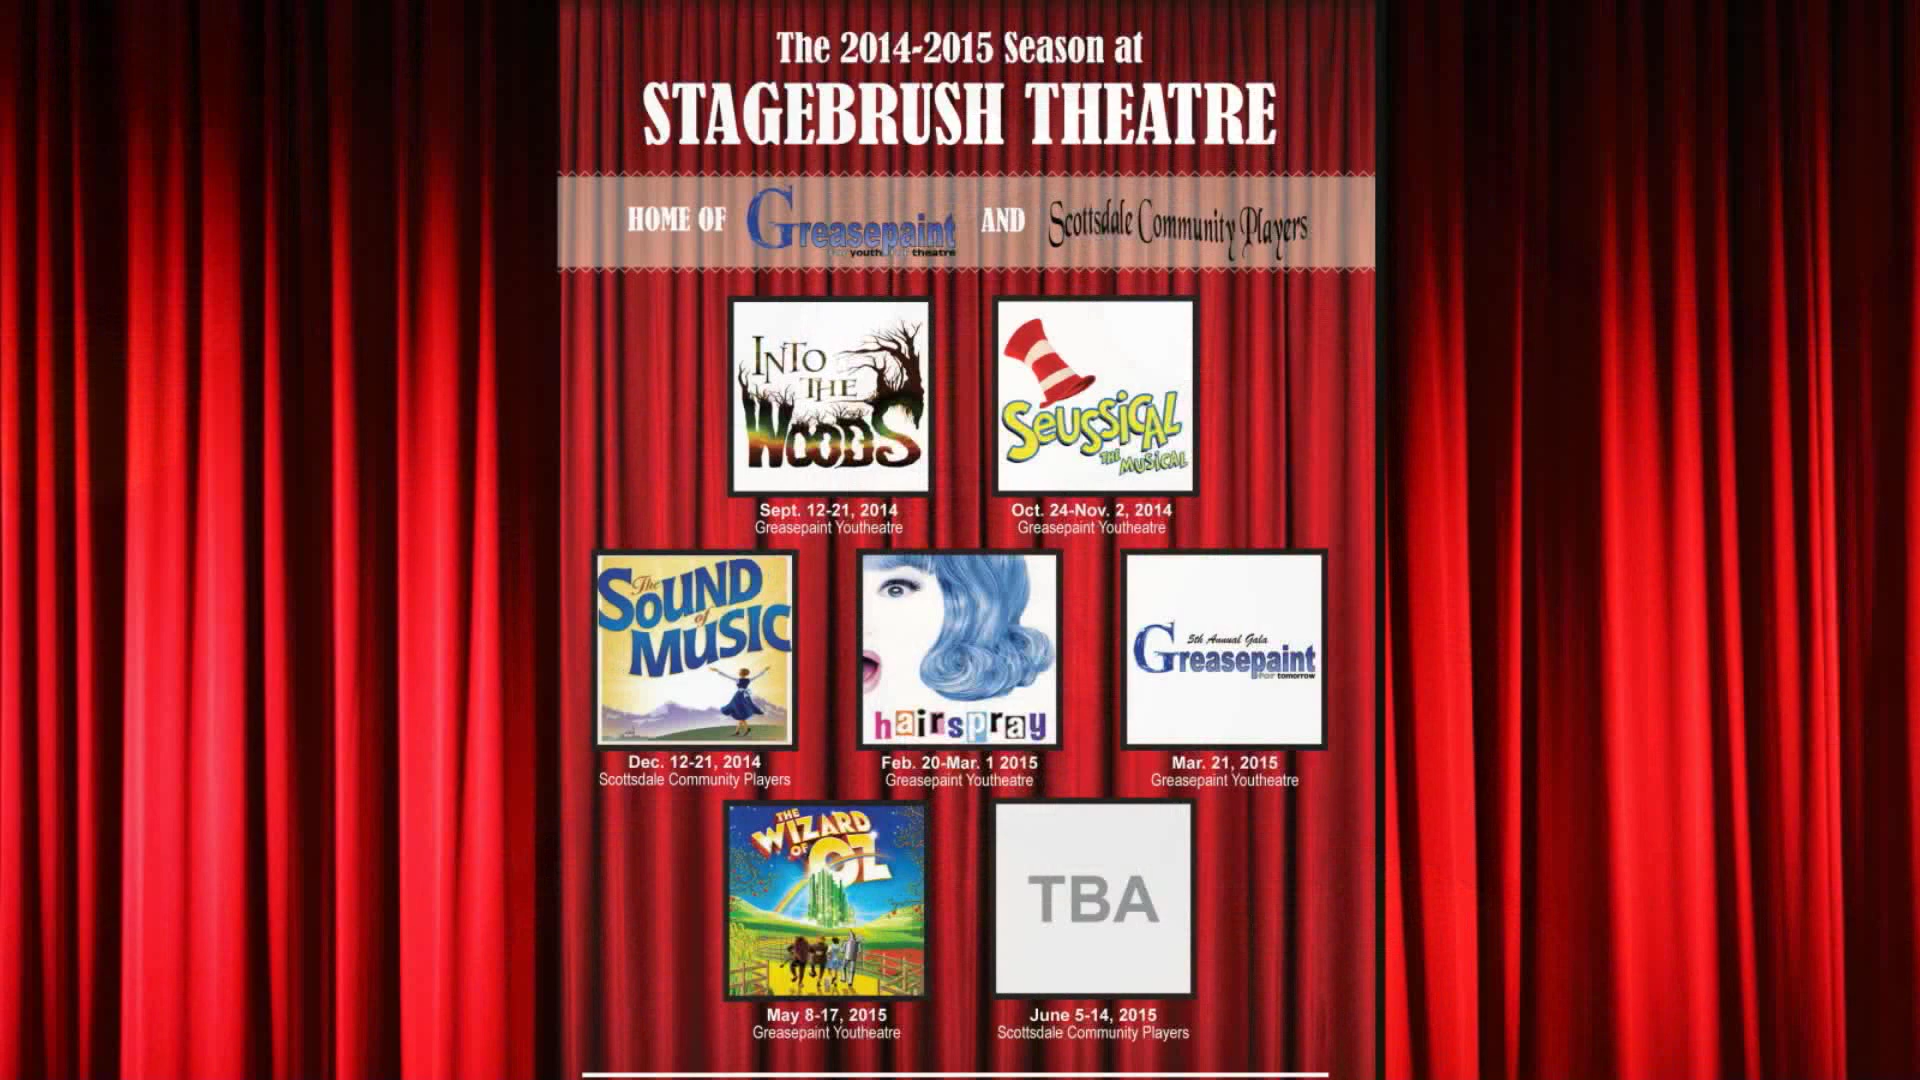 The 2014-2015 Season at
STAGEBRUSH THEATRE
HOME OF Greasepaint youtheatre AND Scottsdale Community Players
INTO
THE
WOODS
Sept. 12-21, 2014
Greasepaint Youtheatre
SEUSSICAL
THE MUSICAL
Oct. 24-Nov. 2, 2014
Greasepaint Youtheatre
The SOUND
of
MUSIC
Dec. 12-21, 2014
Scottsdale Community Players
hairspray
Feb. 20-Mar. 1 2015
Greasepaint Youtheatre
5th Annual Gala
Greasepaint
For tomorrow
Mar. 21, 2015
Greasepaint Youtheatre
THE
WIZARD
OF OZ
May 8-17, 2015
Greasepaint Youtheatre
TBA
June 5-14, 2015
Scottsdale Community Players